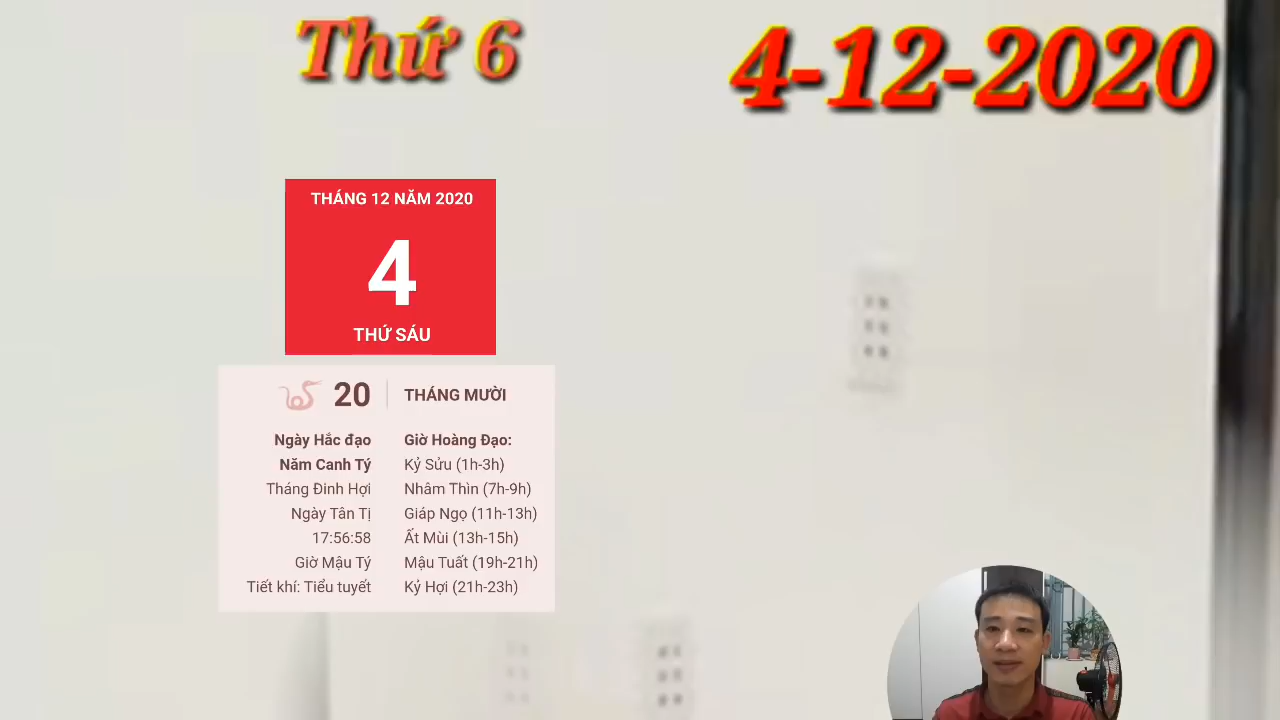 Thứ 6
4-12-2020
THÁNG 12 NĂM 2020
4
THỨ SÁU
20
THÁNG MƯỜI
Ngày Hắc đạo
Năm Canh Tý
Tháng Đinh Hợi
Ngày Tân Tị
17:56:58
Giờ Mậu Tý
Tiết khí: Tiểu tuyết
Giờ Hoàng Đạo:
Kỷ Sửu (1h-3h)
Nhâm Thìn (7h-9h)
Giáp Ngọ (11h-13h)
Ất Mùi (13h-15h)
Mậu Tuất (19h-21h)
Kỷ Hợi (21h-23h)